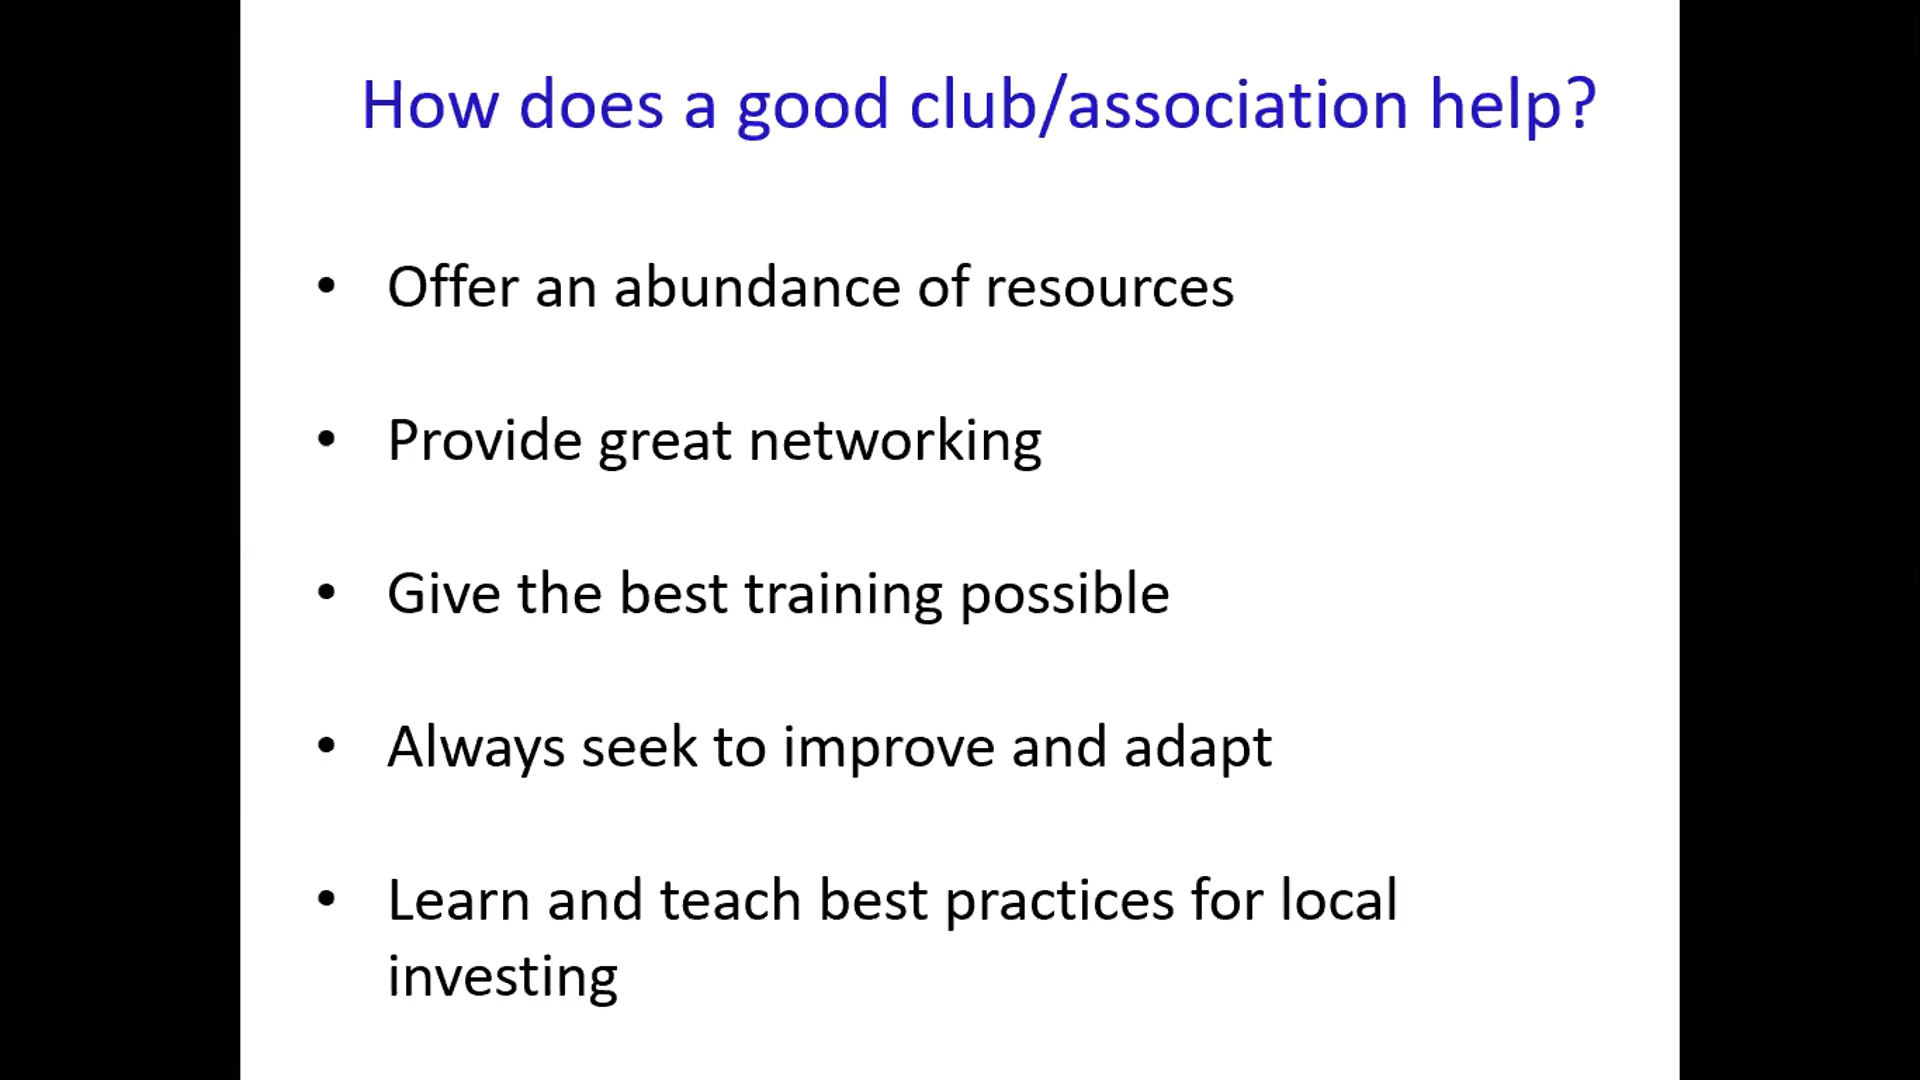 How does a good club/association help?
• Offer an abundance of resources
• Provide great networking
• Give the best training possible
• Always seek to improve and adapt
• Learn and teach best practices for local
investing